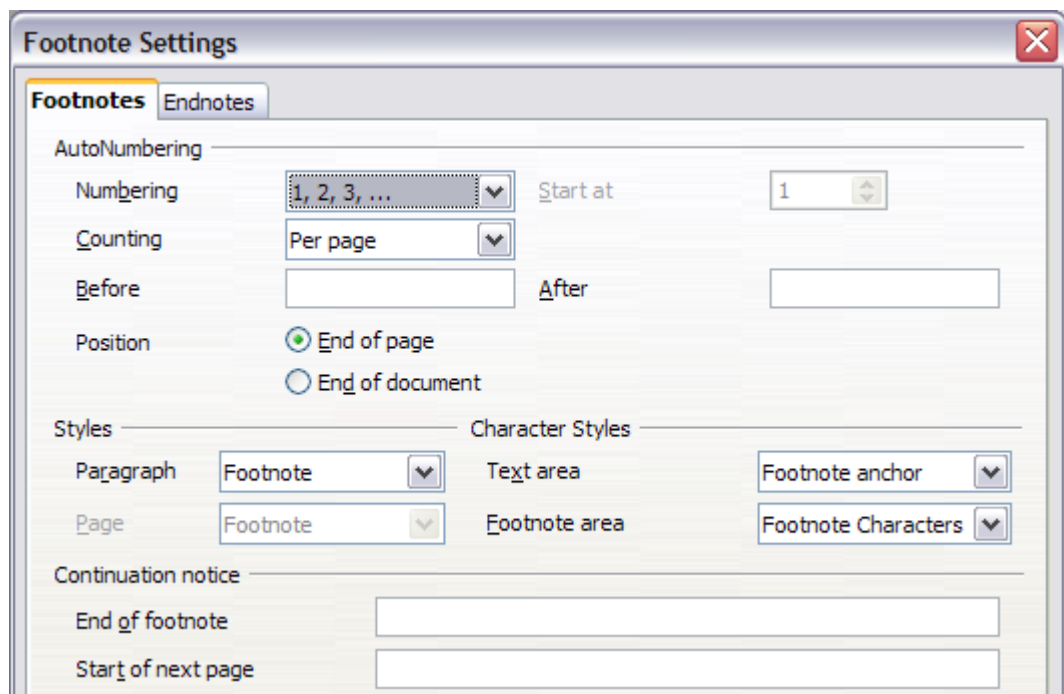 Footnote Settings
Footnotes Endnotes
AutoNumbering
Numbering 1, 2, 3, ... Start at 1
Counting Per page
Before After
Position End of page
End of document
Styles Character Styles
Paragraph Footnote Text area Footnote anchor
Page Footnote Footnote area Footnote Characters
Continuation notice
End of footnote
Start of next page